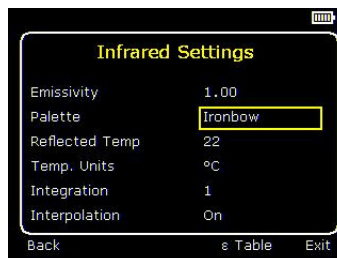 Infrared Settings
Emissivity 1.00
Palette Ironbow
Reflected Temp 22
Temp. Units ºC
Integration 1
Interpolation On
Back ε Table Exit